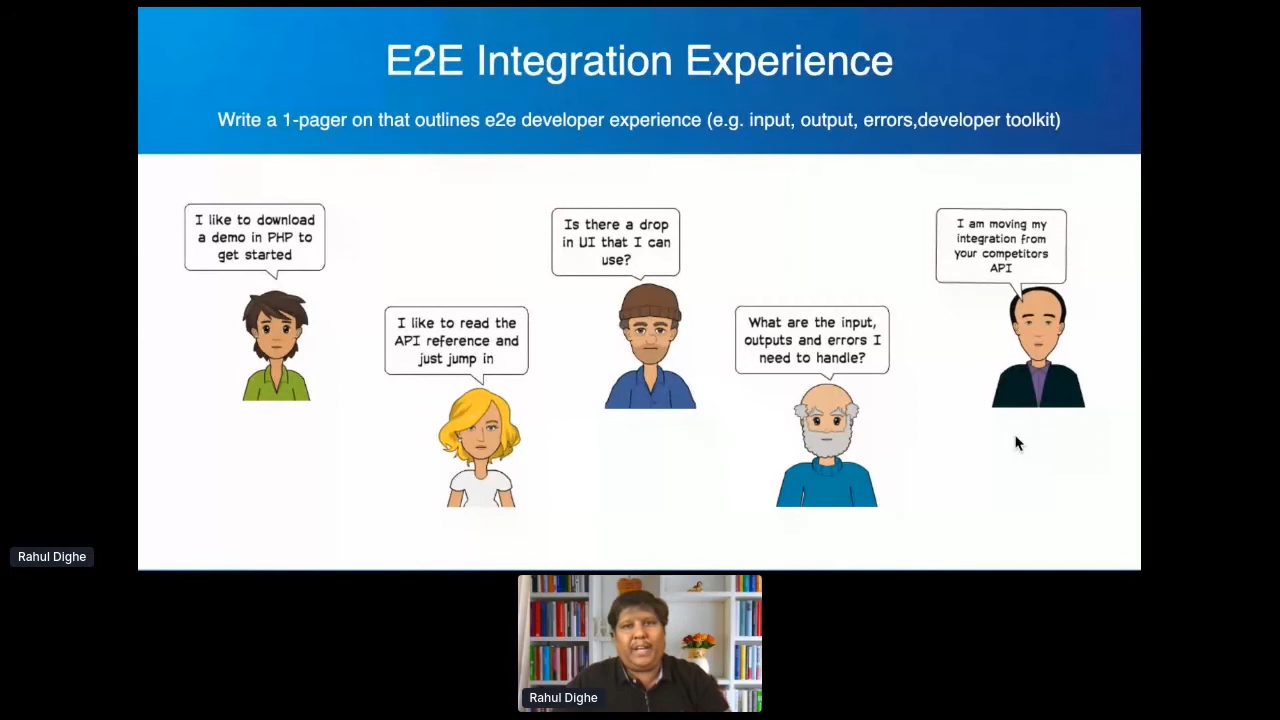 E2E Integration Experience
Write a 1-pager on that outlines e2e developer experience (e.g. input, output, errors,developer toolkit)
I like to download
a demo in PHP to
get started
I like to read the
API reference and
just jump in
Is there a drop
in UI that I can
use?
What are the input,
outputs and errors I
need to handle?
I am moving my
integration from
your competitors
API
Rahul Dighe
Rahul Dighe